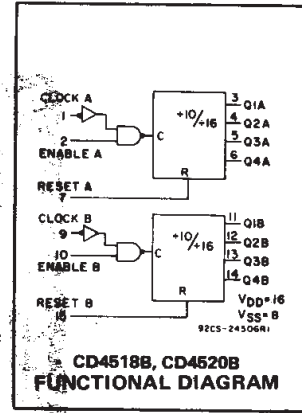 CLOCK A
1
2
ENABLE A
RESET A
7
÷10/÷16
C
R
3 Q1A
4 Q2A
5 Q3A
6 Q4A
CLOCK B
9
10
ENABLE B
RESET B
15
÷10/÷16
C
R
11 Q1B
12 Q2B
13 Q3B
14 Q4B
VDD=16
VSS=8
92CS-24506R1
CD4518B, CD4520B
FUNCTIONAL DIAGRAM